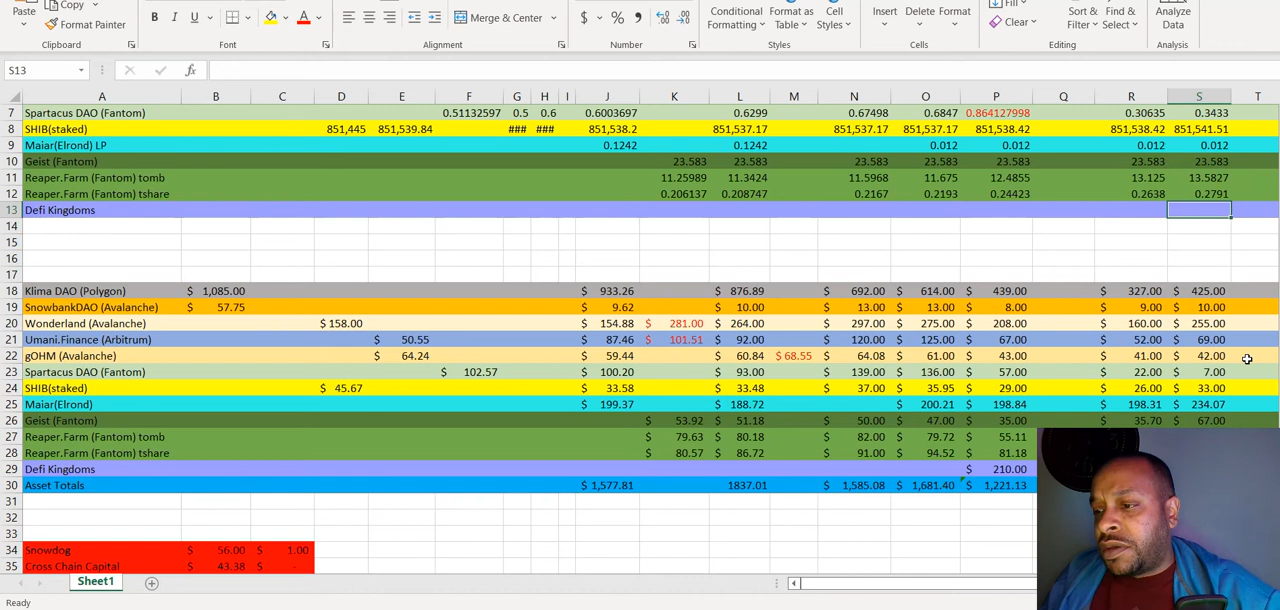 Paste
Copy
Format Painter
B I U
A
Merge & Center
$ % 9
Conditional Formatting
Format as Table
Cell Styles
Insert Delete Format
Fill
Clear
Sort & Filter
Find & Select
Analyze Data
Clipboard Font Alignment Number Styles Cells Editing Analysis
S13 fx
A B C D E F G H I J K L M N O P Q R S T
7 Spartacus DAO (Fantom) 0.51132597 0.5 0.6 0.6003697 0.6299 0.67498 0.6847 0.864127998 0.30635 0.3433
8 SHIB(staked) 851,445 851,539.84 ### ### 851,538.2 851,537.17 851,537.17 851,537.17 851,538.42 851,538.42 851,541.51
9 Maiar(Elrond) LP 0.1242 0.1242 0.012 0.012 0.012 0.012
10 Geist (Fantom) 23.583 23.583 23.583 23.583 23.583 23.583 23.583
11 Reaper.Farm (Fantom) tomb 11.25989 11.3424 11.5968 11.675 12.4855 13.125 13.5827
12 Reaper.Farm (Fantom) tshare 0.206137 0.208747 0.2167 0.2193 0.24423 0.2638 0.2791
13 Defi Kingdoms
14
15
16
17
18 Klima DAO (Polygon) $ 1,085.00 $ 933.26 $ 876.89 $ 692.00 $ 614.00 $ 439.00 $ 327.00 $ 425.00
19 SnowbankDAO (Avalanche) $ 57.75 $ 9.62 $ 10.00 $ 13.00 $ 13.00 $ 8.00 $ 9.00 $ 10.00
20 Wonderland (Avalanche) $ 158.00 $ 154.88 $ 281.00 $ 264.00 $ 297.00 $ 275.00 $ 208.00 $ 160.00 $ 255.00
21 Umani.Finance (Arbitrum) $ 50.55 $ 87.46 $ 101.51 $ 92.00 $ 120.00 $ 125.00 $ 67.00 $ 52.00 $ 69.00
22 gOHM (Avalanche) $ 64.24 $ 59.44 $ 60.84 $ 68.55 $ 64.08 $ 61.00 $ 43.00 $ 41.00 $ 42.00
23 Spartacus DAO (Fantom) $ 102.57 $ 100.20 $ 93.00 $ 139.00 $ 136.00 $ 57.00 $ 22.00 $ 7.00
24 SHIB(staked) $ 45.67 $ 33.58 $ 33.48 $ 37.00 $ 35.95 $ 29.00 $ 26.00 $ 33.00
25 Maiar(Elrond) $ 199.37 $ 188.72 $ 200.21 $ 198.84 $ 198.31 $ 234.07
26 Geist (Fantom) $ 53.92 $ 51.18 $ 50.00 $ 47.00 $ 35.00 $ 35.70 $ 67.00
27 Reaper.Farm (Fantom) tomb $ 79.63 $ 80.18 $ 82.00 $ 79.72 $ 55.11
28 Reaper.Farm (Fantom) tshare $ 80.57 $ 86.72 $ 91.00 $ 94.52 $ 81.18
29 Defi Kingdoms $ 210.00
30 Asset Totals $ 1,577.81 1837.01 $ 1,585.08 $ 1,681.40 $ 1,221.13
31
32
33
34 Snowdog $ 56.00 $ 1.00
35 Cross Chain Capital $ 43.38 $ -
Sheet1
Ready